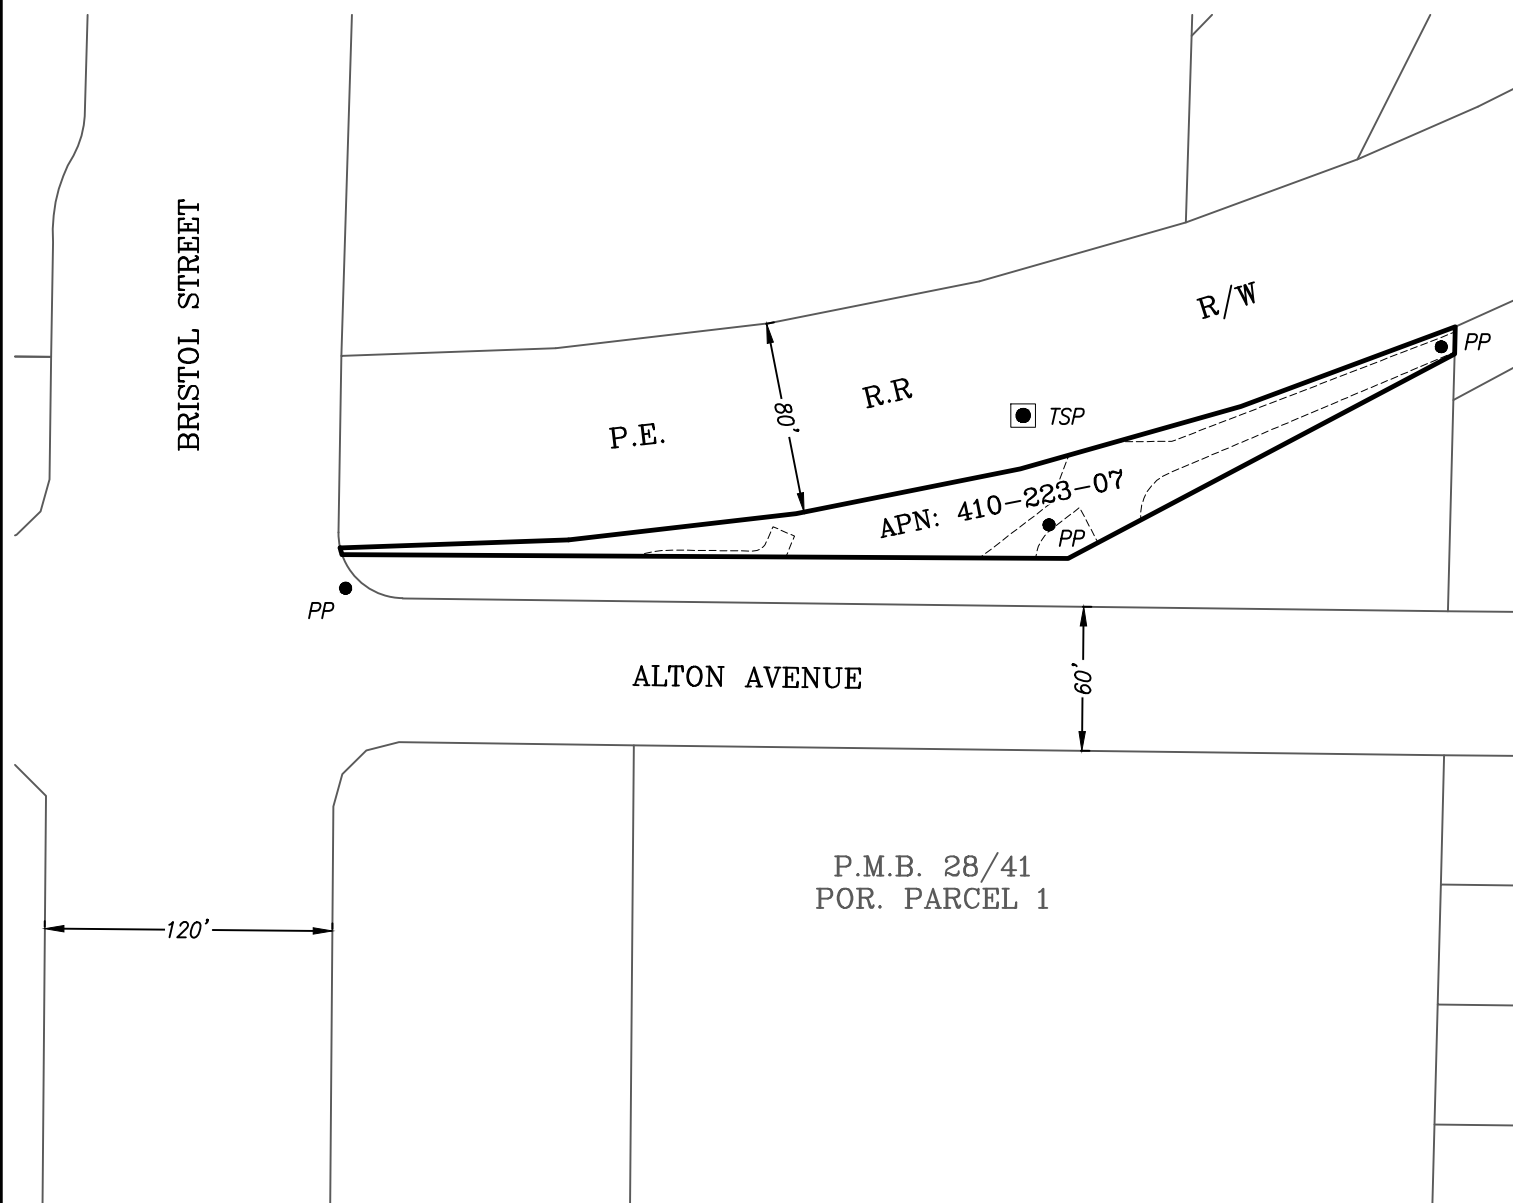 BRISTOL STREET
R/W
PP
80'
R.R
TSP
P.E.
APN: 410-223-07
PP
PP
ALTON AVENUE
60'
P.M.B. 28/41
POR. PARCEL 1
120'